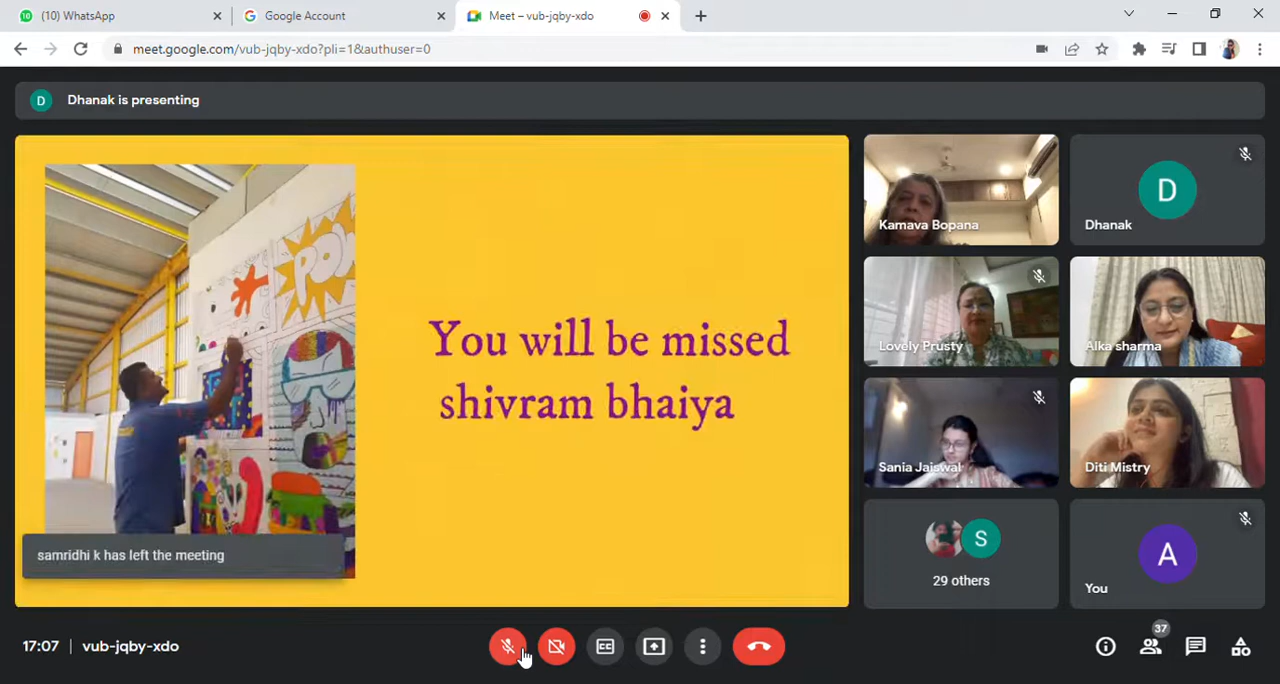 (10) WhatsApp
Google Account
Meet – vub-jqby-xdo
meet.google.com/vub-jqby-xdo?pli=1&authuser=0
D
Dhanak is presenting
POW
You will be missed
shivram bhaiya
samridhi k has left the meeting
Kamava Bopana
D
Dhanak
Lovely Prusty
Alka sharma
Sania Jaiswal
Diti Mistry
S
29 others
A
You
17:07 | vub-jqby-xdo
CC
37